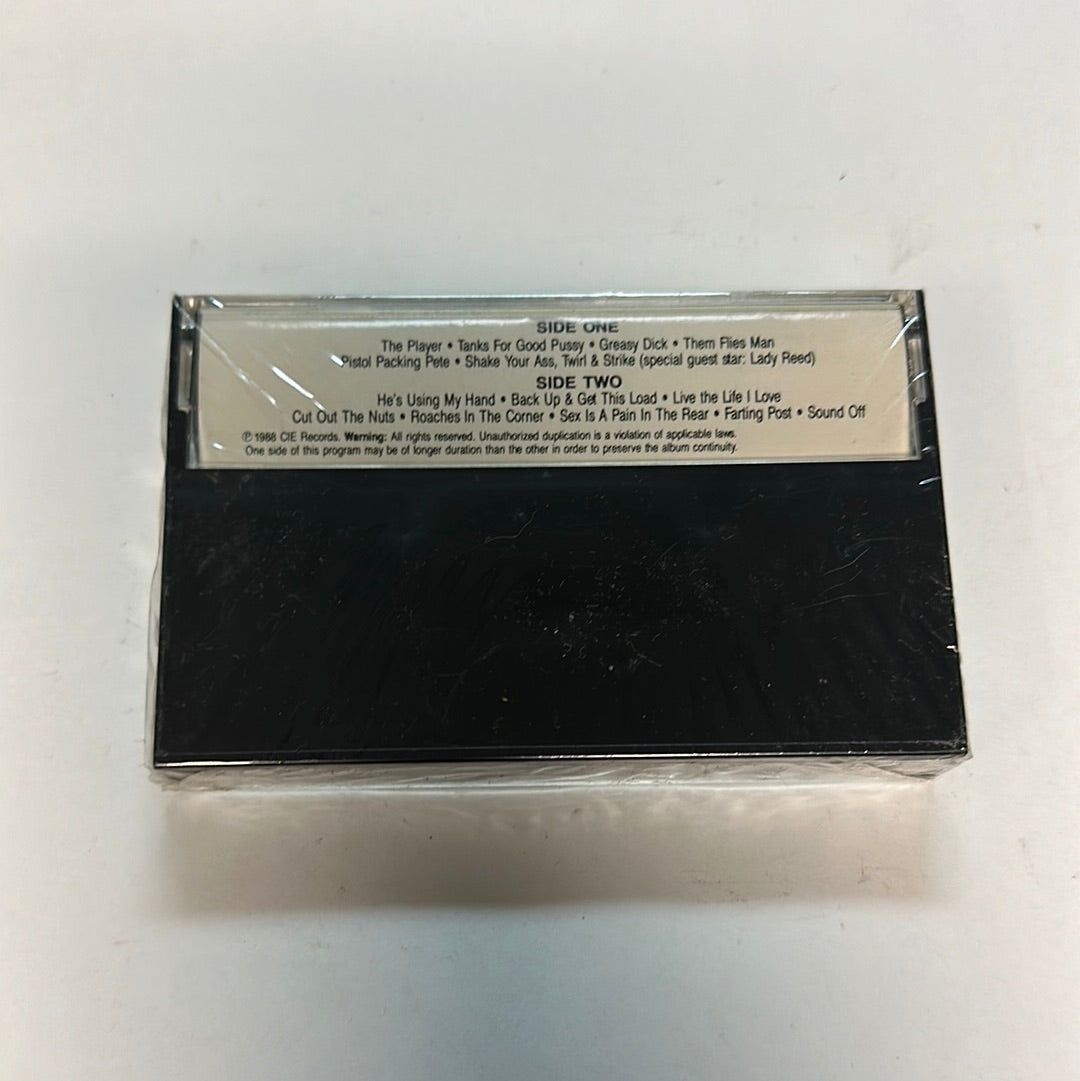 SIDE ONE
The Player • Tanks For Good Pussy • Greasy Dick • Them Flies Man
Pistol Packing Pete • Shake Your Ass, Twirl & Strike (special guest star: Lady Reed)
SIDE TWO
He's Using My Hand • Back Up & Get This Load • Live the Life I Love
Cut Out The Nuts • Roaches In The Corner • Sex Is A Pain In The Rear • Farting Post • Sound Off
℗ 1988 CIE Records. Warning: All rights reserved. Unauthorized duplication is a violation of applicable laws.
One side of this program may be of longer duration than the other in order to preserve the album continuity.